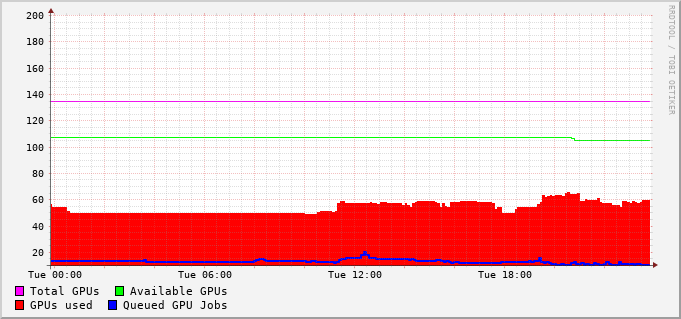 200
180
160
140
120
100
80
60
40
20
Tue 00:00 Tue 06:00 Tue 12:00 Tue 18:00
Total GPUs Available GPUs
GPUs used Queued GPU Jobs
RRDTOOL / TOBI OETIKER